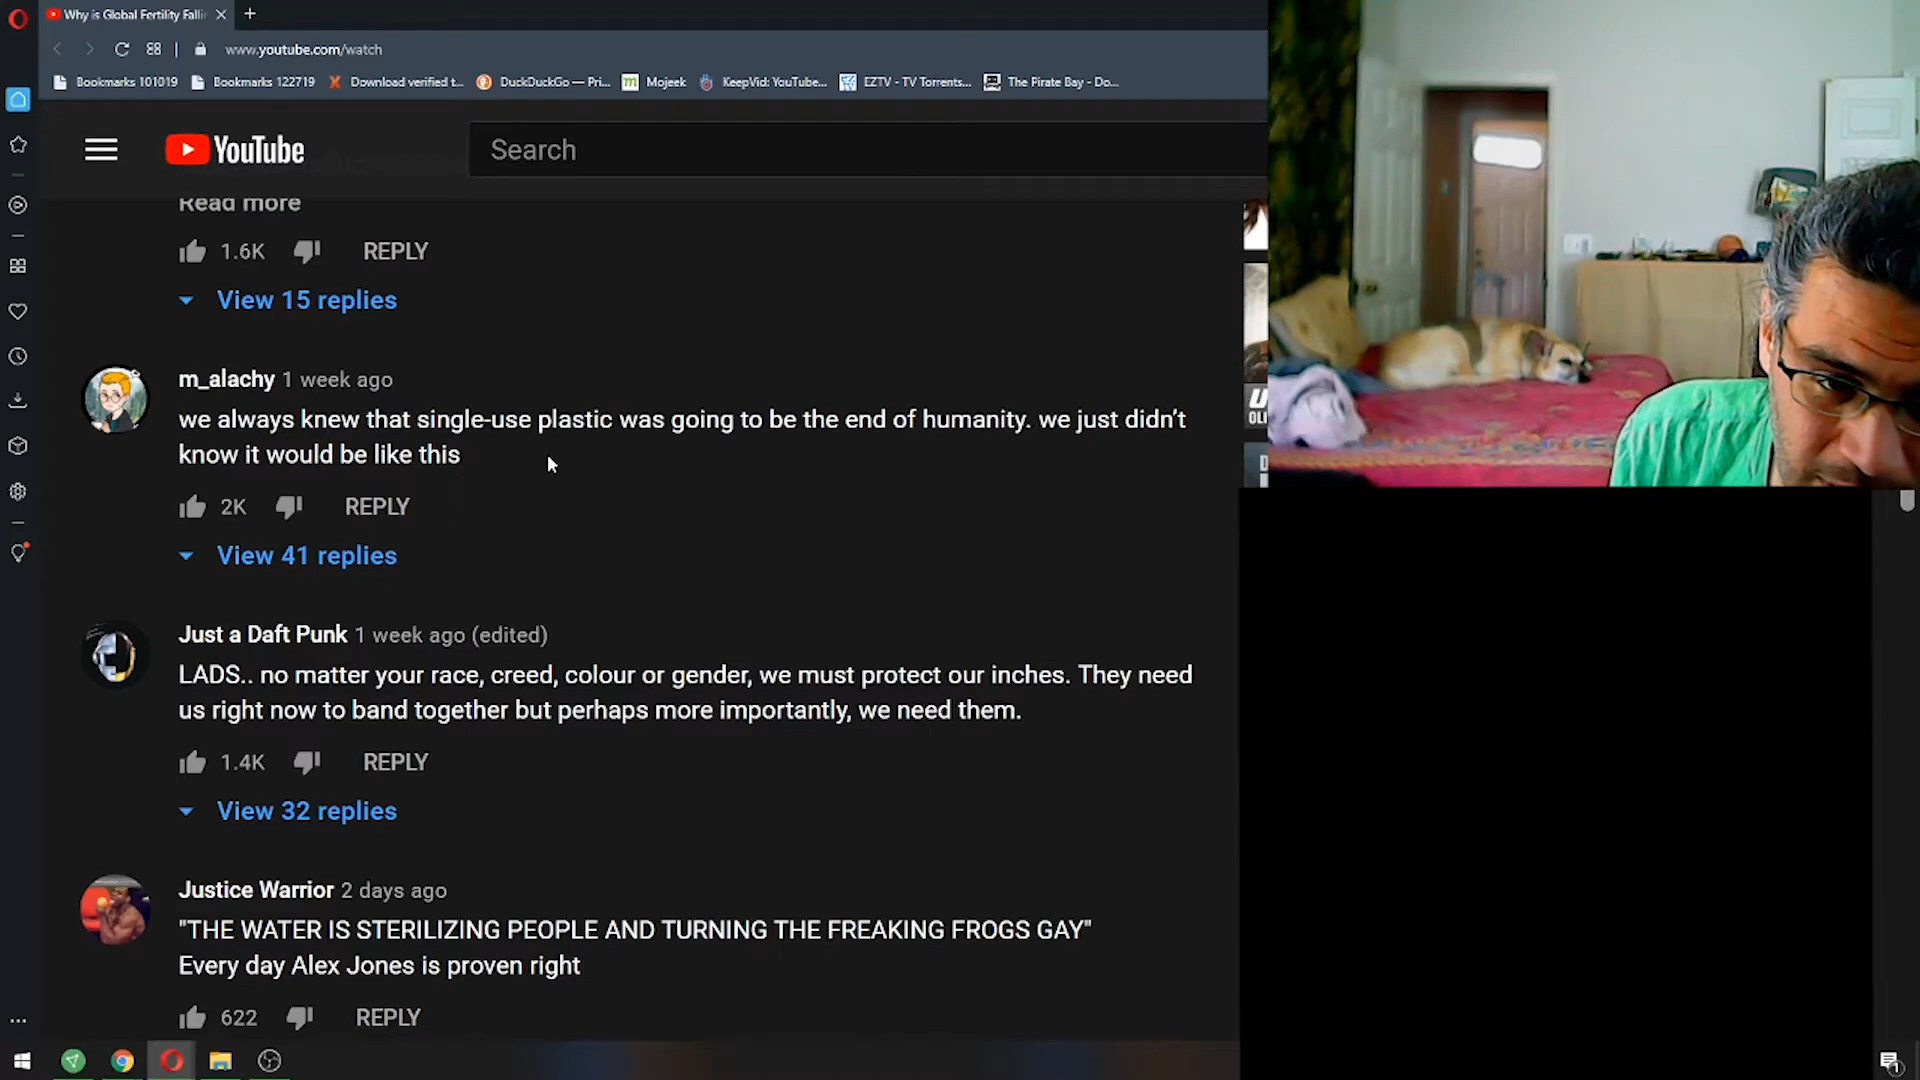 Why is Global Fertility Falli
www.youtube.com/watch
Bookmarks 101019 Bookmarks 122719 Download verified t... DuckDuckGo — Pri... Mojeek KeepVid: YouTube... EZTV - TV Torrents... The Pirate Bay - Do...
YouTube Search
Read more
1.6K REPLY
View 15 replies
m_alachy 1 week ago
we always knew that single-use plastic was going to be the end of humanity. we just didn’t
know it would be like this
2K REPLY
View 41 replies
Just a Daft Punk 1 week ago (edited)
LADS.. no matter your race, creed, colour or gender, we must protect our inches. They need
us right now to band together but perhaps more importantly, we need them.
1.4K REPLY
View 32 replies
Justice Warrior 2 days ago
"THE WATER IS STERILIZING PEOPLE AND TURNING THE FREAKING FROGS GAY"
Every day Alex Jones is proven right
622 REPLY